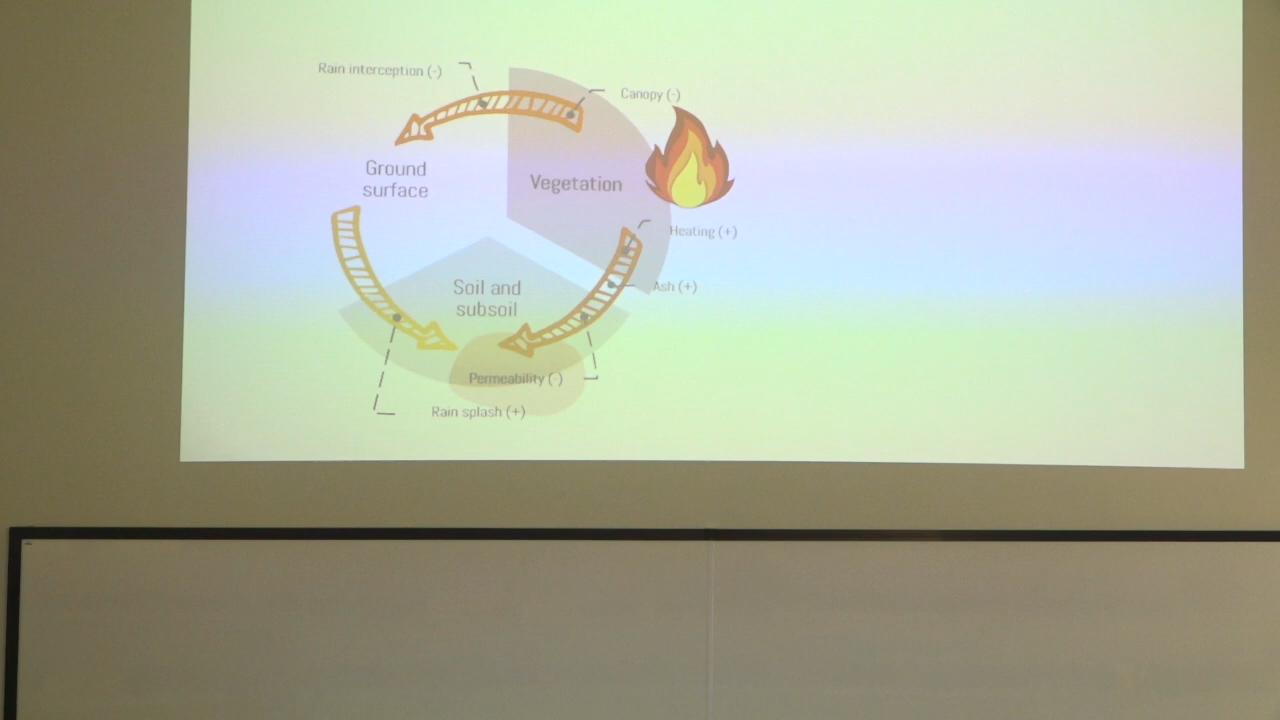 Rain interception (-)
Canopy (-)
Ground
surface
Vegetation
Heating (+)
Soil and
subsoil
Ash (+)
Permeability (-)
Rain splash (+)